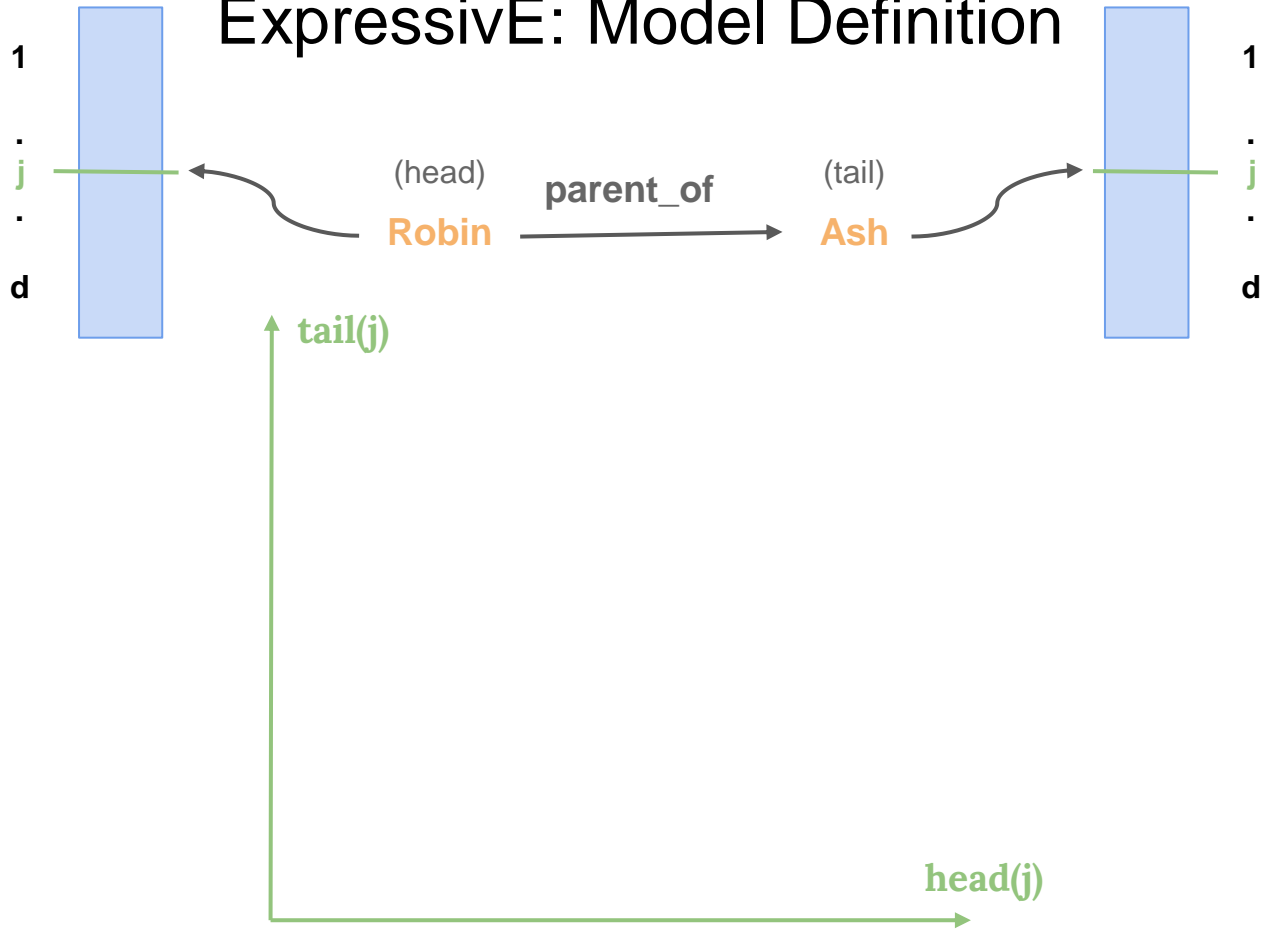 ExpressivE: Model Definition
1
.
j
.
d
(head)
Robin
parent_of
(tail)
Ash
1
.
j
.
d
tail(j)
head(j)